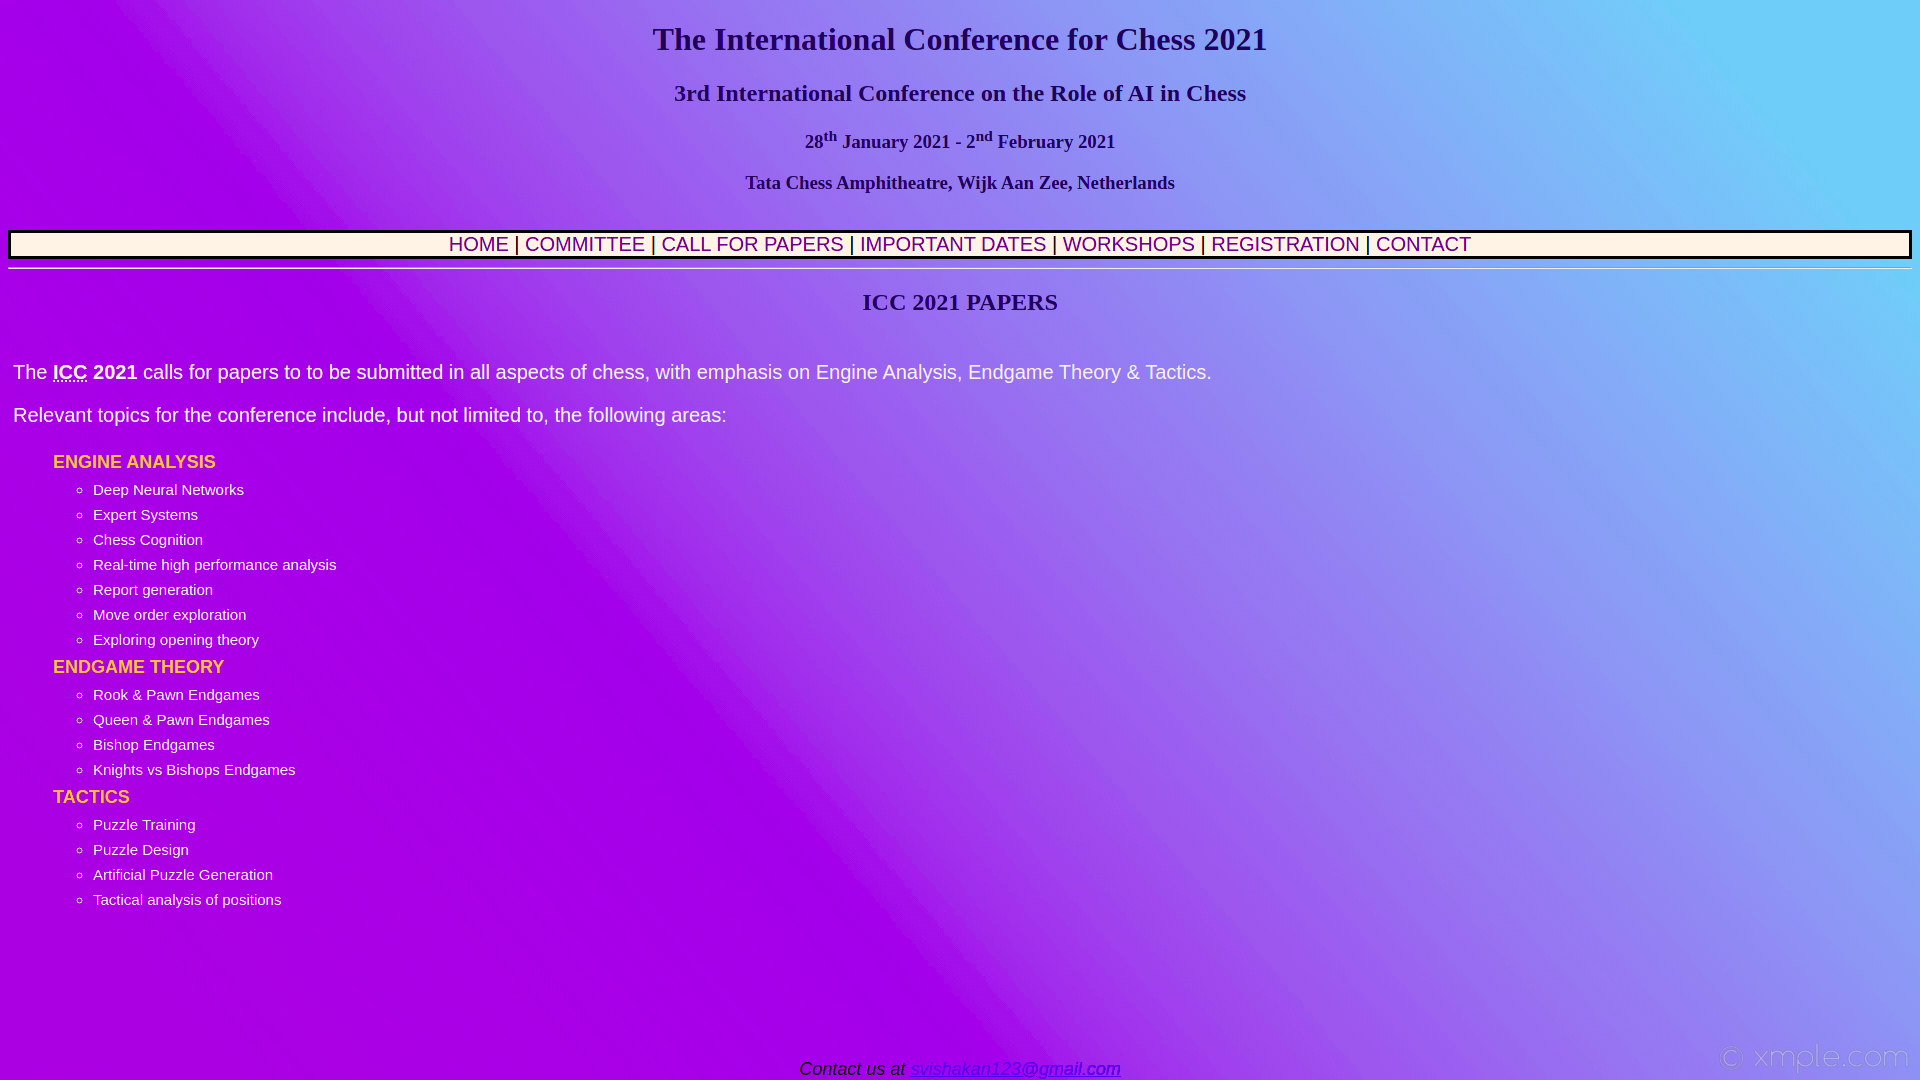 The International Conference for Chess 2021
3rd International Conference on the Role of AI in Chess
28th January 2021 - 2nd February 2021
Tata Chess Amphitheatre, Wijk Aan Zee, Netherlands
HOME | COMMITTEE | CALL FOR PAPERS | IMPORTANT DATES | WORKSHOPS | REGISTRATION | CONTACT
ICC 2021 PAPERS
The ICC 2021 calls for papers to to be submitted in all aspects of chess, with emphasis on Engine Analysis, Endgame Theory & Tactics.
Relevant topics for the conference include, but not limited to, the following areas:
ENGINE ANALYSIS
Deep Neural Networks
Expert Systems
Chess Cognition
Real-time high performance analysis
Report generation
Move order exploration
Exploring opening theory
ENDGAME THEORY
Rook & Pawn Endgames
Queen & Pawn Endgames
Bishop Endgames
Knights vs Bishops Endgames
TACTICS
Puzzle Training
Puzzle Design
Artificial Puzzle Generation
Tactical analysis of positions
© xmple.com
Contact us at svishakan123@gmail.com